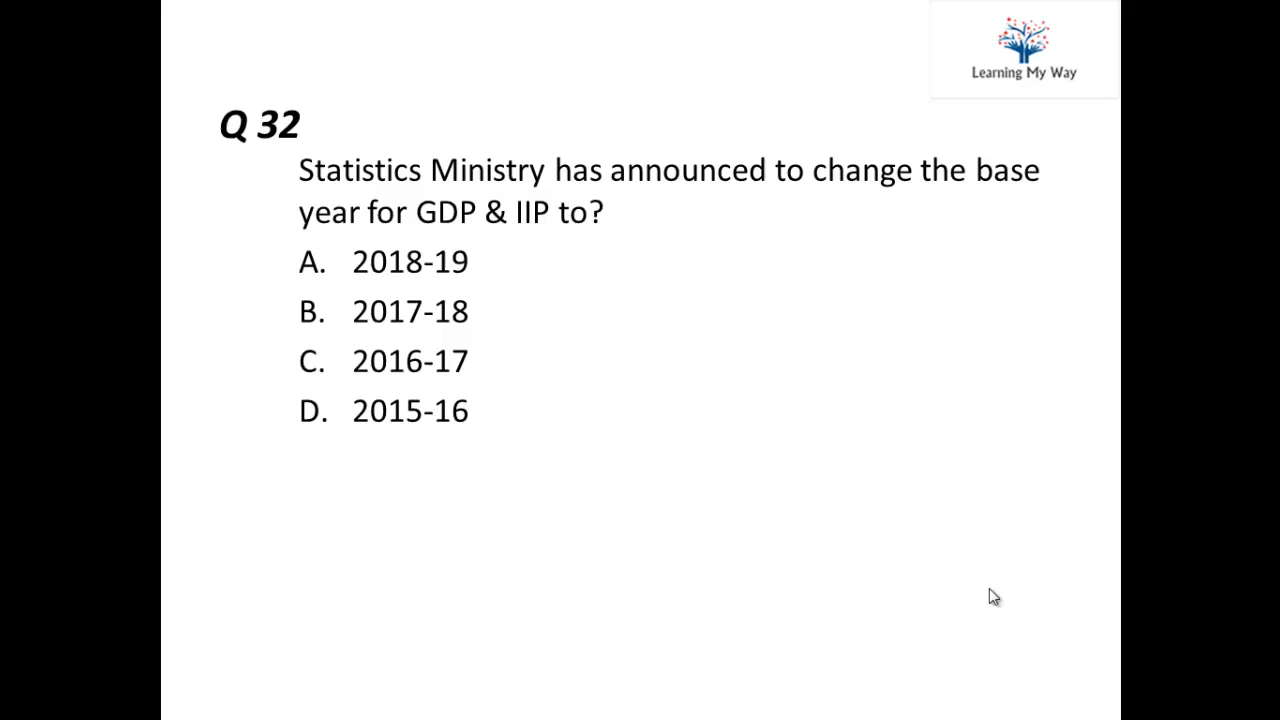 Learning My Way
Q 32
Statistics Ministry has announced to change the base
year for GDP & IIP to?
A. 2018-19
B. 2017-18
C. 2016-17
D. 2015-16